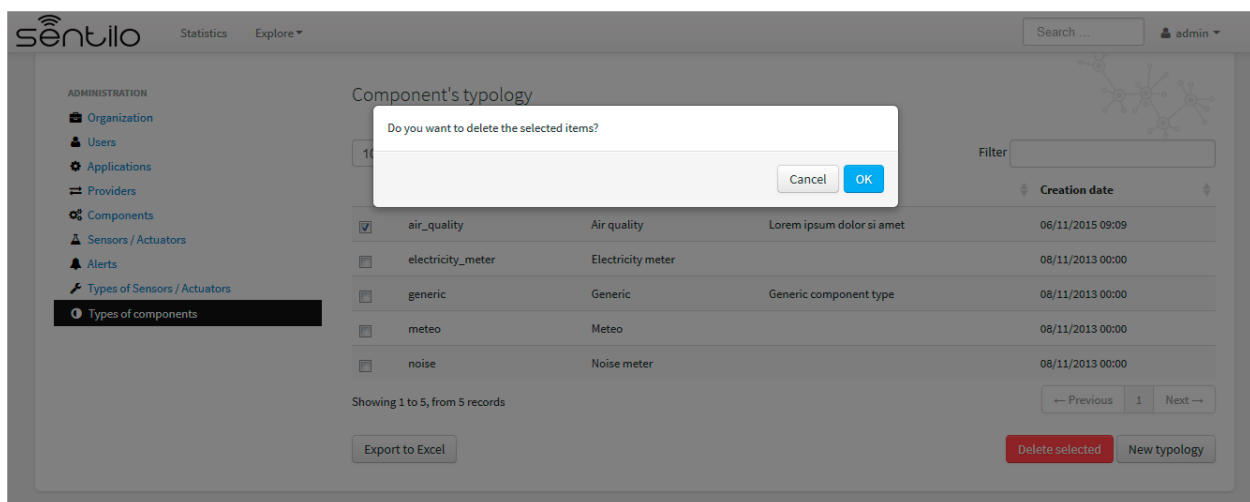 sentilo Statistics Explore Search ... admin
ADMINISTRATION
Organization
Users
Applications
Providers
Components
Sensors / Actuators
Alerts
Types of Sensors / Actuators
Types of components
Component's typology
Do you want to delete the selected items?
Cancel OK
10
Filter
Creation date
air_quality Air quality Lorem ipsum dolor si amet 06/11/2015 09:09
electricity_meter Electricity meter 08/11/2013 00:00
generic Generic Generic component type 08/11/2013 00:00
meteo Meteo 08/11/2013 00:00
noise Noise meter 08/11/2013 00:00
Showing 1 to 5, from 5 records
← Previous 1 Next →
Export to Excel Delete selected New typology